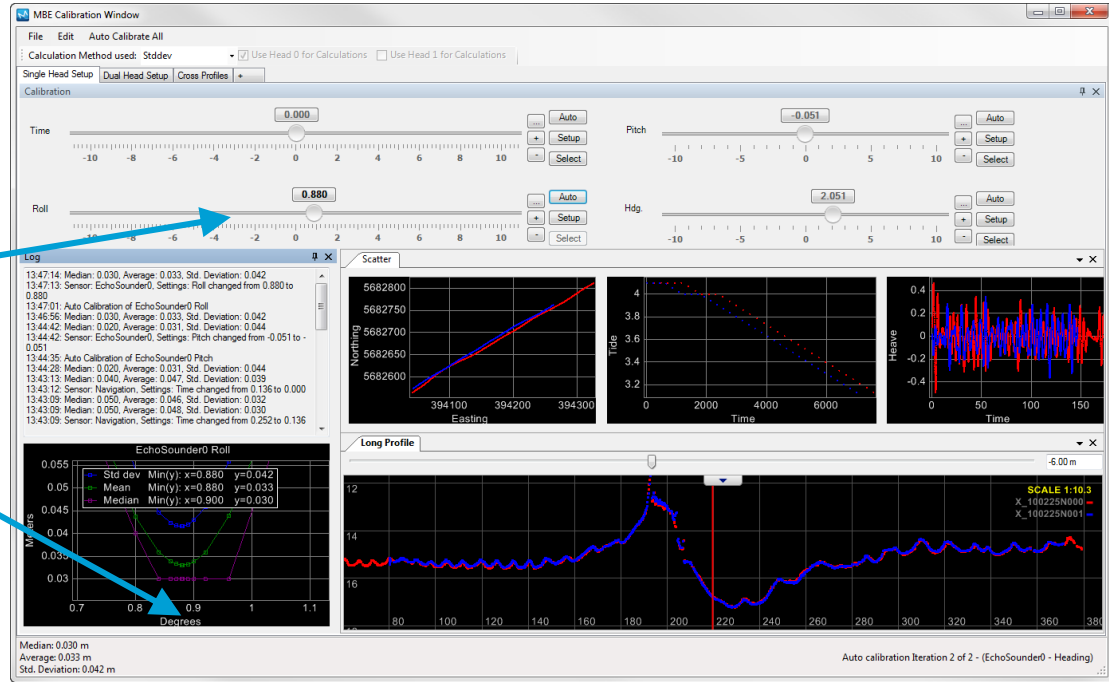 MBE Calibration Window
File Edit Auto Calibrate All
Calculation Method used: Stddev Use Head 0 for Calculations Use Head 1 for Calculations
Single Head Setup Dual Head Setup Cross Profiles +
Calibration
Time 0.000 ... Auto
+ Setup
- Select
-10 -8 -6 -4 -2 0 2 4 6 8 10
Pitch -0.051 ... Auto
+ Setup
- Select
-10 -5 0 5 10
Roll 0.880 ... Auto
+ Setup
- Select
-10 -8 -6 -4 -2 0 2 4 6 8 10
Hdg. 2.051 ... Auto
+ Setup
- Select
-10 -5 0 5 10
Log
13:47:14: Median: 0.030, Average: 0.033, Std. Deviation: 0.042
13:47:13: Sensor: EchoSounder0, Settings: Roll changed from 0.880 to
0.880
13:47:01: Auto Calibration of EchoSounder0 Roll
13:46:56: Median: 0.030, Average: 0.033, Std. Deviation: 0.042
13:44:42: Median: 0.020, Average: 0.031, Std. Deviation: 0.044
13:44:42: Sensor: EchoSounder0, Settings: Pitch changed from -0.051 to -
0.051
13:44:35: Auto Calibration of EchoSounder0 Pitch
13:44:28: Median: 0.020, Average: 0.031, Std. Deviation: 0.044
13:43:13: Median: 0.040, Average: 0.047, Std. Deviation: 0.039
13:43:12: Sensor: Navigation, Settings: Time changed from 0.136 to 0.000
13:43:09: Median: 0.050, Average: 0.046, Std. Deviation: 0.032
13:43:09: Median: 0.050, Average: 0.048, Std. Deviation: 0.030
13:43:09: Sensor: Navigation, Settings: Time changed from 0.252 to 0.136
Scatter
5682800
5682750
5682700
5682650
5682600
Northing
394100 394200 394300
Easting
4
3.8
3.6
3.4
3.2
Tide
0 2000 4000 6000
Time
0.4
0.2
0
-0.2
-0.4
Heave
0 50 100 150
Time
EchoSounder0 Roll
Std dev Min(y): x=0.880 y=0.042
Mean Min(y): x=0.880 y=0.033
Median Min(y): x=0.900 y=0.030
0.055
0.05
0.045
0.04
0.035
0.03
0.7 0.8 0.9 1 1.1
Degrees
Long Profile
-6.00 m
SCALE 1:10.3
X_100225N000
X_100225N001
12
14
16
80 100 120 140 160 180 200 220 240 260 280 300 320 340 360 380
Median: 0.030 m
Average: 0.033 m
Std. Deviation: 0.042 m
Auto calibration Iteration 2 of 2 - (EchoSounder0 - Heading)